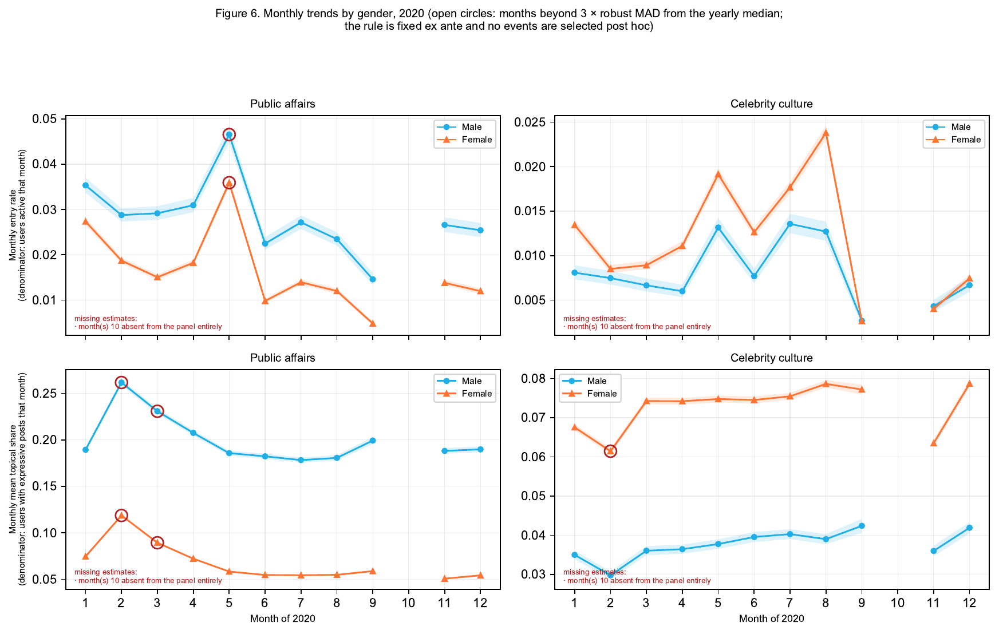 Figure 6. Monthly trends by gender, 2020 (open circles: months beyond 3 × robust MAD from the yearly median;
the rule is fixed ex ante and no events are selected post hoc)
Public affairs
Monthly entry rate
(denominator: users active that month)
0.05
0.04
0.03
0.02
0.01
Male
Female
missing estimates:
· month(s) 10 absent from the panel entirely
Celebrity culture
0.025
0.020
0.015
0.010
0.005
Male
Female
missing estimates:
· month(s) 10 absent from the panel entirely
Public affairs
Monthly mean topical share
(denominator: users with expressive posts that month)
0.25
0.20
0.15
0.10
0.05
Male
Female
missing estimates:
· month(s) 10 absent from the panel entirely
1 2 3 4 5 6 7 8 9 10 11 12
Month of 2020
Celebrity culture
0.08
0.07
0.06
0.05
0.04
0.03
Male
Female
missing estimates:
· month(s) 10 absent from the panel entirely
1 2 3 4 5 6 7 8 9 10 11 12
Month of 2020